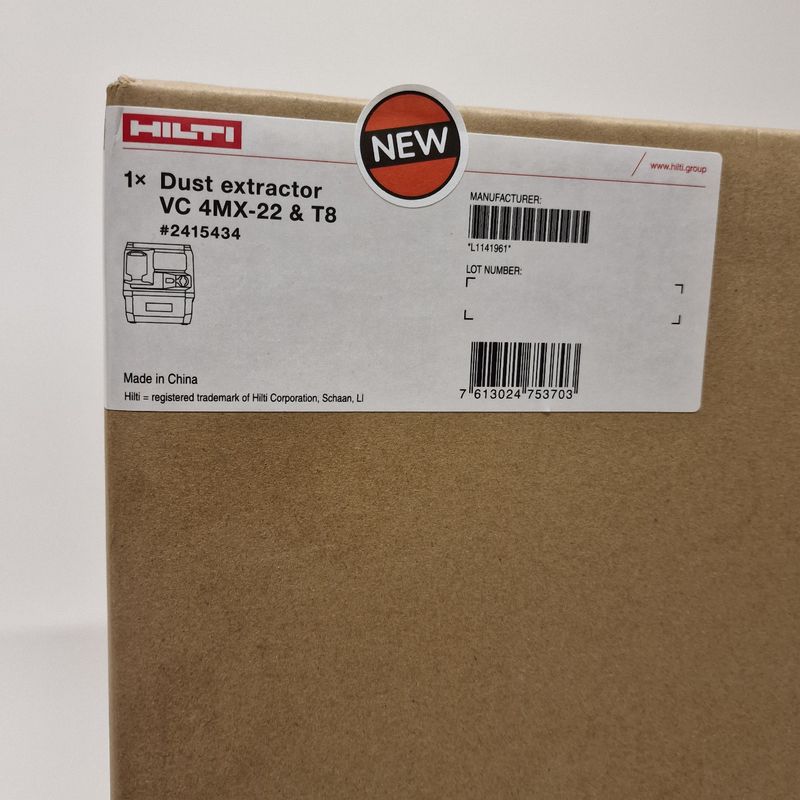 HILTI
NEW
www.hilti.group
1× Dust extractor
VC 4MX-22 & T8
#2415434
MANUFACTURER:
*L1141961*
LOT NUMBER:
Made in China
Hilti = registered trademark of Hilti Corporation, Schaan, LI
7 613024 753703